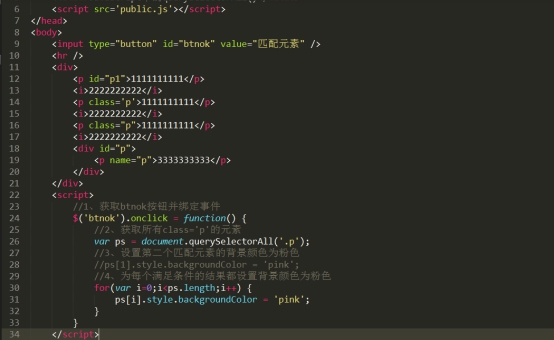 6 <script src='public.js'></script>
7 </head>
8 <body>
9 <input type="button" id="btnok" value="匹配元素" />
10 <hr />
11 <div>
12 <p id="p1">1111111111</p>
13 <i>2222222222</i>
14 <p class='p'>1111111111</p>
15 <i>2222222222</i>
16 <p class="p">1111111111</p>
17 <i>2222222222</i>
18 <div id="p">
19 <p name="p">3333333333</p>
20 </div>
21 </div>
22 <script>
23 //1、获取btnok按钮并绑定事件
24 $('btnok').onclick = function() {
25 //2、获取所有class='p'的元素
26 var ps = document.querySelectorAll('.p');
27 //3、设置第二个匹配元素的背景颜色为粉色
28 //ps[1].style.backgroundColor = 'pink';
29 //4、为每个满足条件的结果都设置背景颜色为粉色
30 for(var i=0;i<ps.length;i++) {
31 ps[i].style.backgroundColor = 'pink';
32 }
33 }
34 </script>